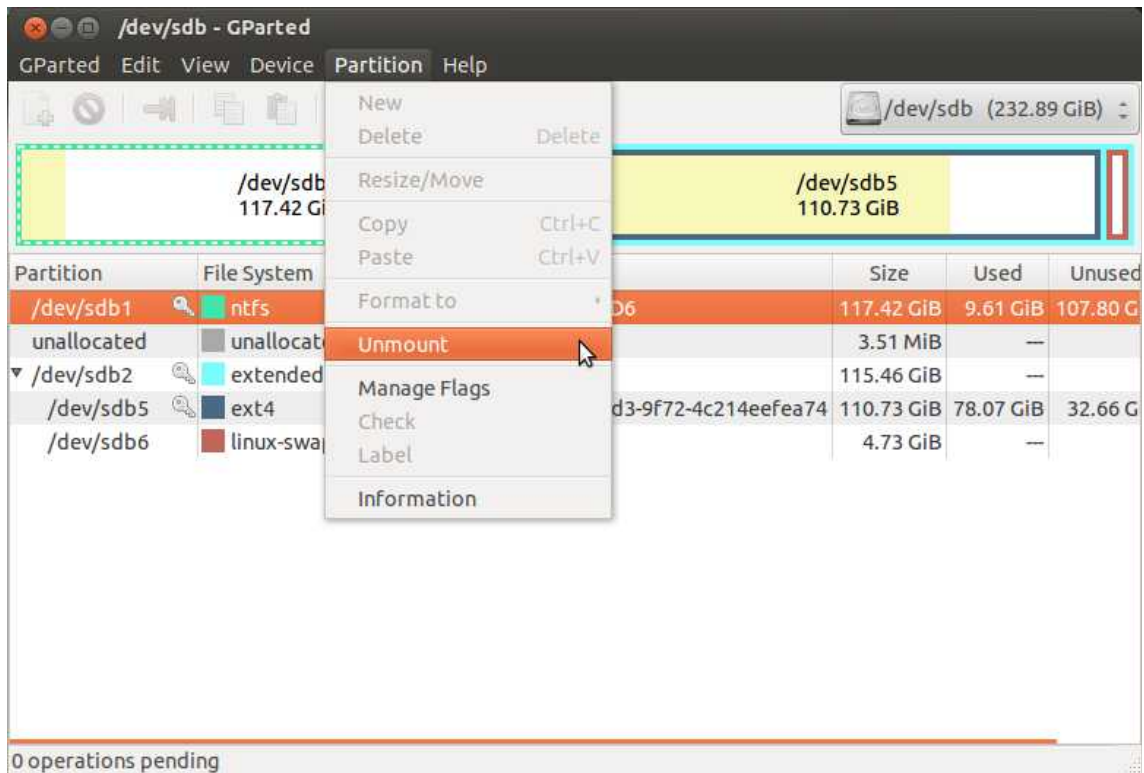 /dev/sdb - GParted
GParted Edit View Device Partition Help
/dev/sdb (232.89 GiB)
New
Delete Delete
Resize/Move
Copy Ctrl+C
Paste Ctrl+V
Format to
Unmount
Manage Flags
Check
Label
Information
/dev/sdb
117.42 Gi
/dev/sdb5
110.73 GiB
Partition File System Size Used Unused
/dev/sdb1 ntfs D6 117.42 GiB 9.61 GiB 107.80 G
unallocated unallocat 3.51 MiB ---
/dev/sdb2 extended 115.46 GiB ---
/dev/sdb5 ext4 d3-9f72-4c214eefea74 110.73 GiB 78.07 GiB 32.66 G
/dev/sdb6 linux-swa 4.73 GiB ---
0 operations pending